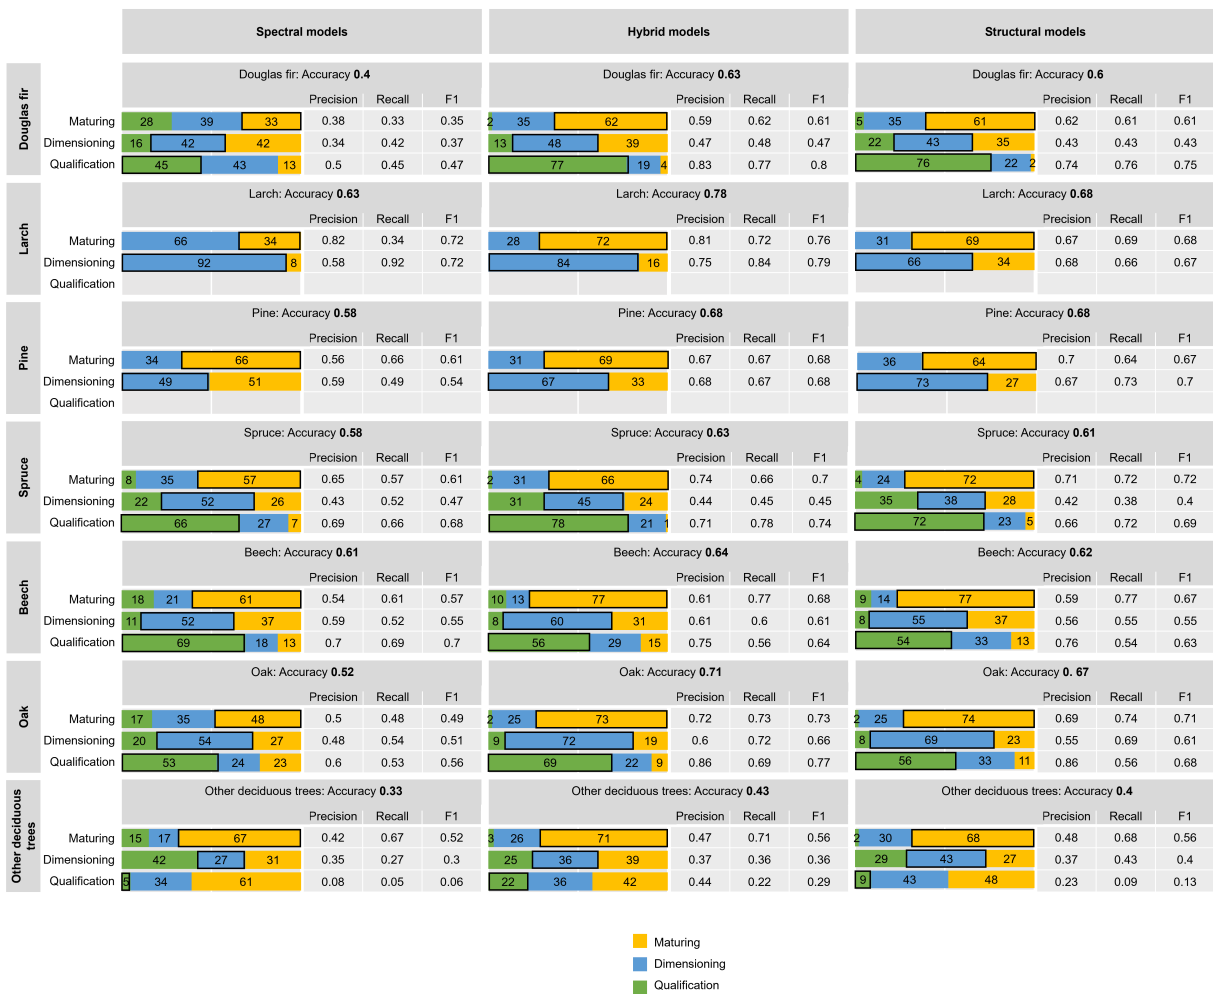 Spectral models Hybrid models Structural models
Douglas fir
Douglas fir: Accuracy 0.4 Douglas fir: Accuracy 0.63 Douglas fir: Accuracy 0.6
Precision Recall F1 Precision Recall F1 Precision Recall F1
Maturing 28 39 33 0.38 0.33 0.35 2 35 62 0.59 0.62 0.61 5 35 61 0.62 0.61 0.61
Dimensioning 16 42 42 0.34 0.42 0.37 13 48 39 0.47 0.48 0.47 22 43 35 0.43 0.43 0.43
Qualification 45 43 13 0.5 0.45 0.47 77 19 4 0.83 0.77 0.8 76 22 2 0.74 0.76 0.75
Larch
Larch: Accuracy 0.63 Larch: Accuracy 0.78 Larch: Accuracy 0.68
Precision Recall F1 Precision Recall F1 Precision Recall F1
Maturing 66 34 0.82 0.34 0.72 28 72 0.81 0.72 0.76 31 69 0.67 0.69 0.68
Dimensioning 92 8 0.58 0.92 0.72 84 16 0.75 0.84 0.79 66 34 0.68 0.66 0.67
Qualification
Pine
Pine: Accuracy 0.58 Pine: Accuracy 0.68 Pine: Accuracy 0.68
Precision Recall F1 Precision Recall F1 Precision Recall F1
Maturing 34 66 0.56 0.66 0.61 31 69 0.67 0.67 0.68 36 64 0.7 0.64 0.67
Dimensioning 49 51 0.59 0.49 0.54 67 33 0.68 0.67 0.68 73 27 0.67 0.73 0.7
Qualification
Spruce
Spruce: Accuracy 0.58 Spruce: Accuracy 0.63 Spruce: Accuracy 0.61
Precision Recall F1 Precision Recall F1 Precision Recall F1
Maturing 8 35 57 0.65 0.57 0.61 2 31 66 0.74 0.66 0.7 4 24 72 0.71 0.72 0.72
Dimensioning 22 52 26 0.43 0.52 0.47 31 45 24 0.44 0.45 0.45 35 38 28 0.42 0.38 0.4
Qualification 66 27 7 0.69 0.66 0.68 78 21 1 0.71 0.78 0.74 72 23 5 0.66 0.72 0.69
Beech
Beech: Accuracy 0.61 Beech: Accuracy 0.64 Beech: Accuracy 0.62
Precision Recall F1 Precision Recall F1 Precision Recall F1
Maturing 18 21 61 0.54 0.61 0.57 10 13 77 0.61 0.77 0.68 9 14 77 0.59 0.77 0.67
Dimensioning 11 52 37 0.59 0.52 0.55 8 60 31 0.61 0.6 0.61 8 55 37 0.56 0.55 0.55
Qualification 69 18 13 0.7 0.69 0.7 56 29 15 0.75 0.56 0.64 54 33 13 0.76 0.54 0.63
Oak
Oak: Accuracy 0.52 Oak: Accuracy 0.71 Oak: Accuracy 0. 67
Precision Recall F1 Precision Recall F1 Precision Recall F1
Maturing 17 35 48 0.5 0.48 0.49 2 25 73 0.72 0.73 0.73 2 25 74 0.69 0.74 0.71
Dimensioning 20 54 27 0.48 0.54 0.51 9 72 19 0.6 0.72 0.66 8 69 23 0.55 0.69 0.61
Qualification 53 24 23 0.6 0.53 0.56 69 22 9 0.86 0.69 0.77 56 33 11 0.86 0.56 0.68
Other deciduous
trees
Other deciduous trees: Accuracy 0.33 Other deciduous trees: Accuracy 0.43 Other deciduous trees: Accuracy 0.4
Precision Recall F1 Precision Recall F1 Precision Recall F1
Maturing 15 17 67 0.42 0.67 0.52 3 26 71 0.47 0.71 0.56 2 30 68 0.48 0.68 0.56
Dimensioning 42 27 31 0.35 0.27 0.3 25 36 39 0.37 0.36 0.36 29 43 27 0.37 0.43 0.4
Qualification 5 34 61 0.08 0.05 0.06 22 36 42 0.44 0.22 0.29 9 43 48 0.23 0.09 0.13
Maturing
Dimensioning
Qualification